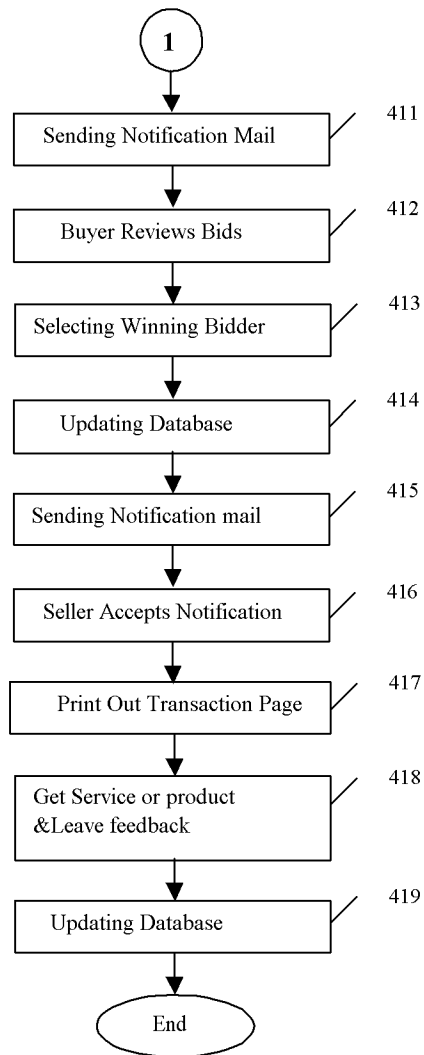 1
Sending Notification Mail
411
Buyer Reviews Bids
412
Selecting Winning Bidder
413
Updating Database
414
Sending Notification mail
415
Seller Accepts Notification
416
Print Out Transaction Page
417
Get Service or product
&Leave feedback
418
Updating Database
419
End